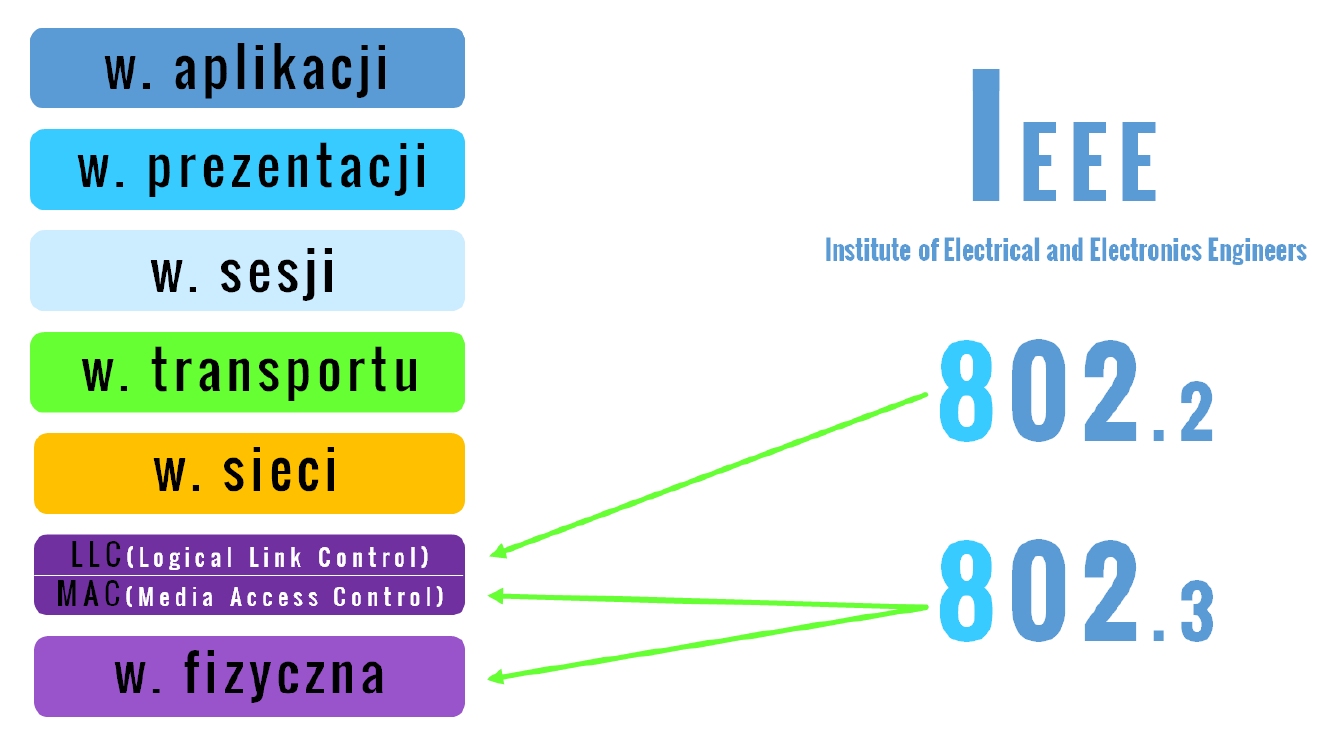 w. aplikacji
w. prezentacji
w. sesji
w. transportu
w. sieci
LLC(Logical Link Control)
MAC(Media Access Control)
w. fizyczna
IEEE
Institute of Electrical and Electronics Engineers
802.2
802.3